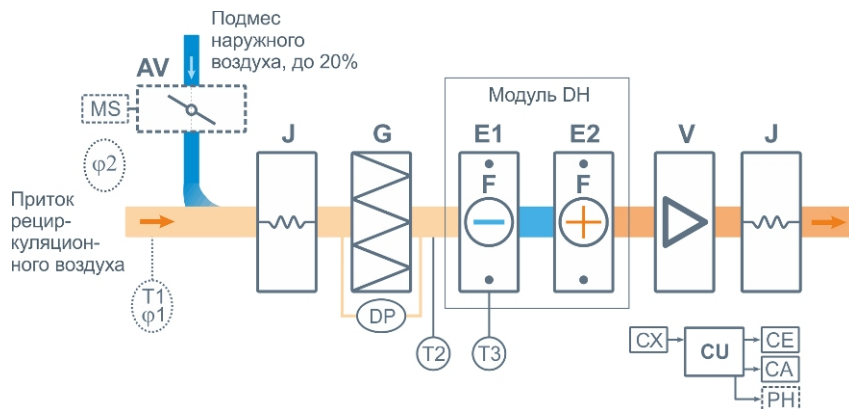 Подмес
наружного
воздуха, до 20%
AV
MS
φ2
Модуль DH
J
G
E1
E2
V
J
F
F
Приток
рецир-
куляцион-
ного воздуха
T1
φ1
DP
T2
T3
CX
CU
CE
CA
PH